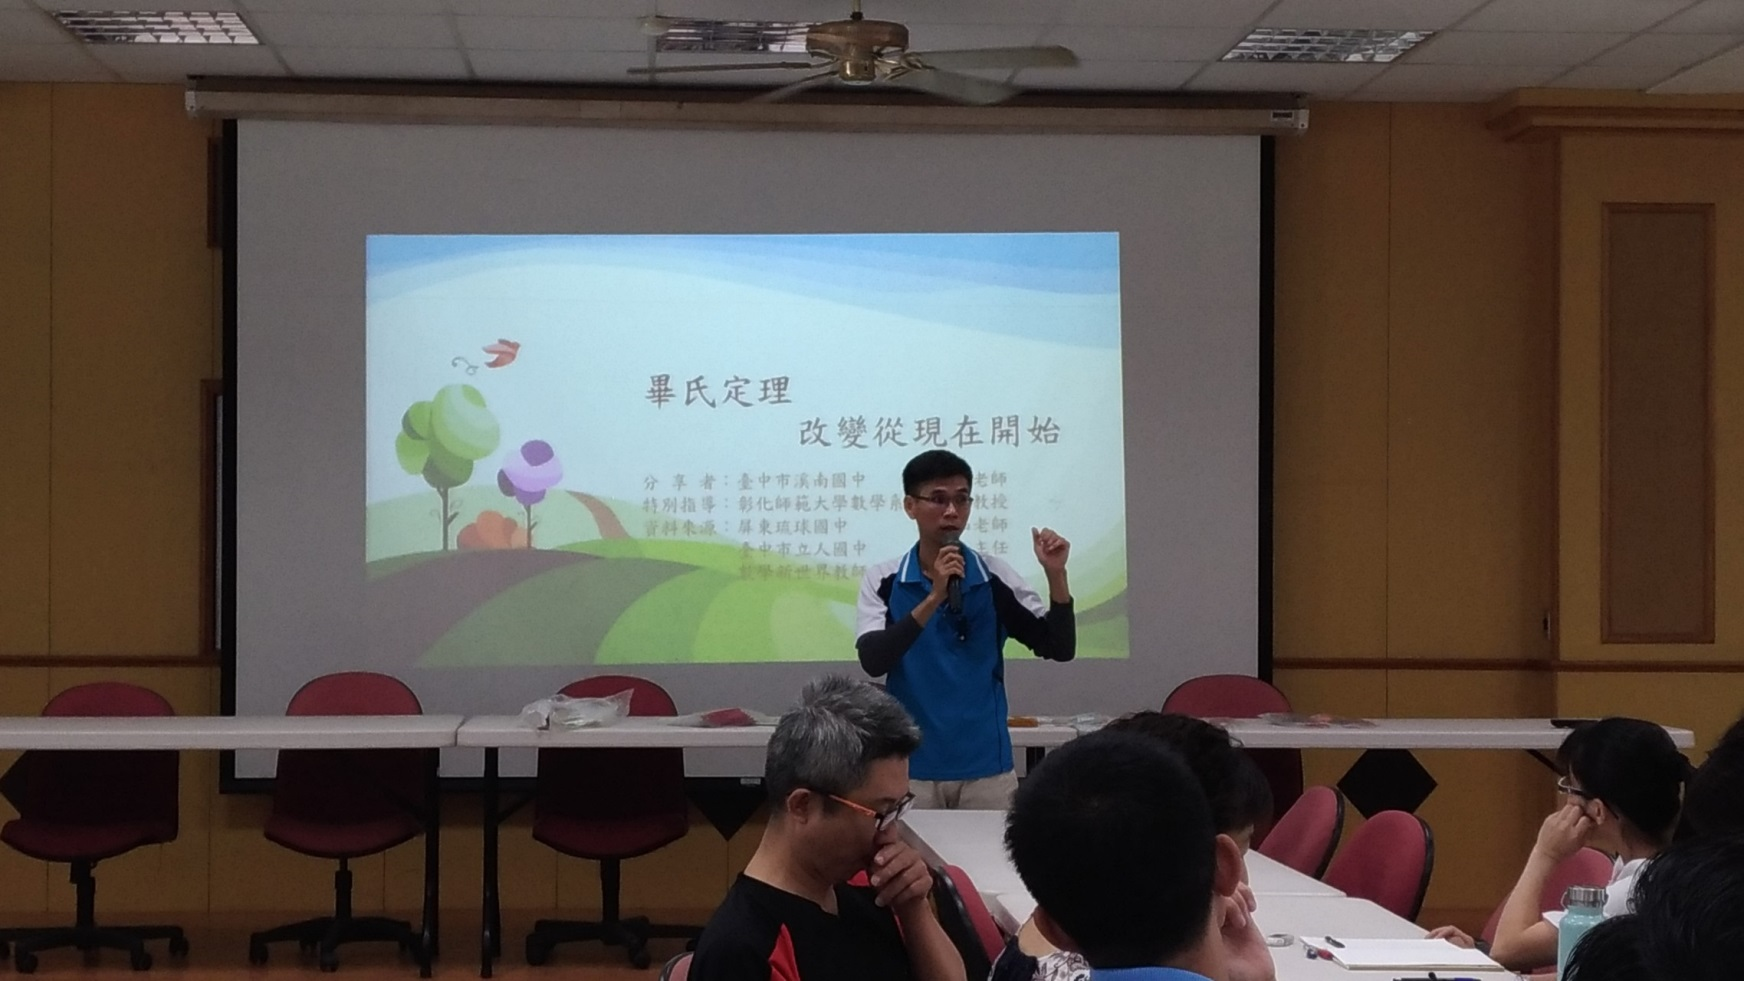 畢氏定理
改變從現在開始
分 享 者：臺中市溪南國中 老師
特別指導：彰化師範大學數學系 教授
資料來源：屏東琉球國中 老師
臺中市立人國中 主任
數學新世界教師